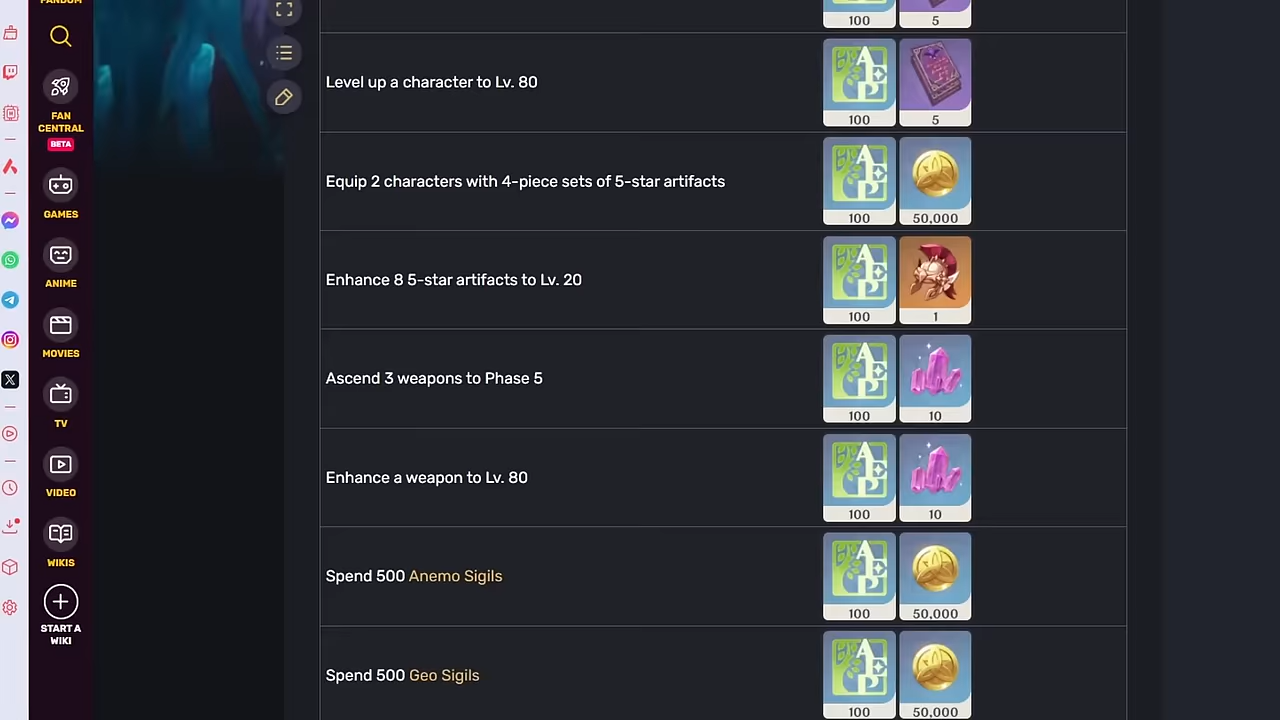 FANDOM
FAN
CENTRAL
BETA
GAMES
ANIME
MOVIES
TV
VIDEO
WIKIS
START A
WIKI
100 5
Level up a character to Lv. 80
100 5
Equip 2 characters with 4-piece sets of 5-star artifacts
100 50,000
Enhance 8 5-star artifacts to Lv. 20
100 1
Ascend 3 weapons to Phase 5
100 10
Enhance a weapon to Lv. 80
100 10
Spend 500 Anemo Sigils
100 50,000
Spend 500 Geo Sigils
100 50,000